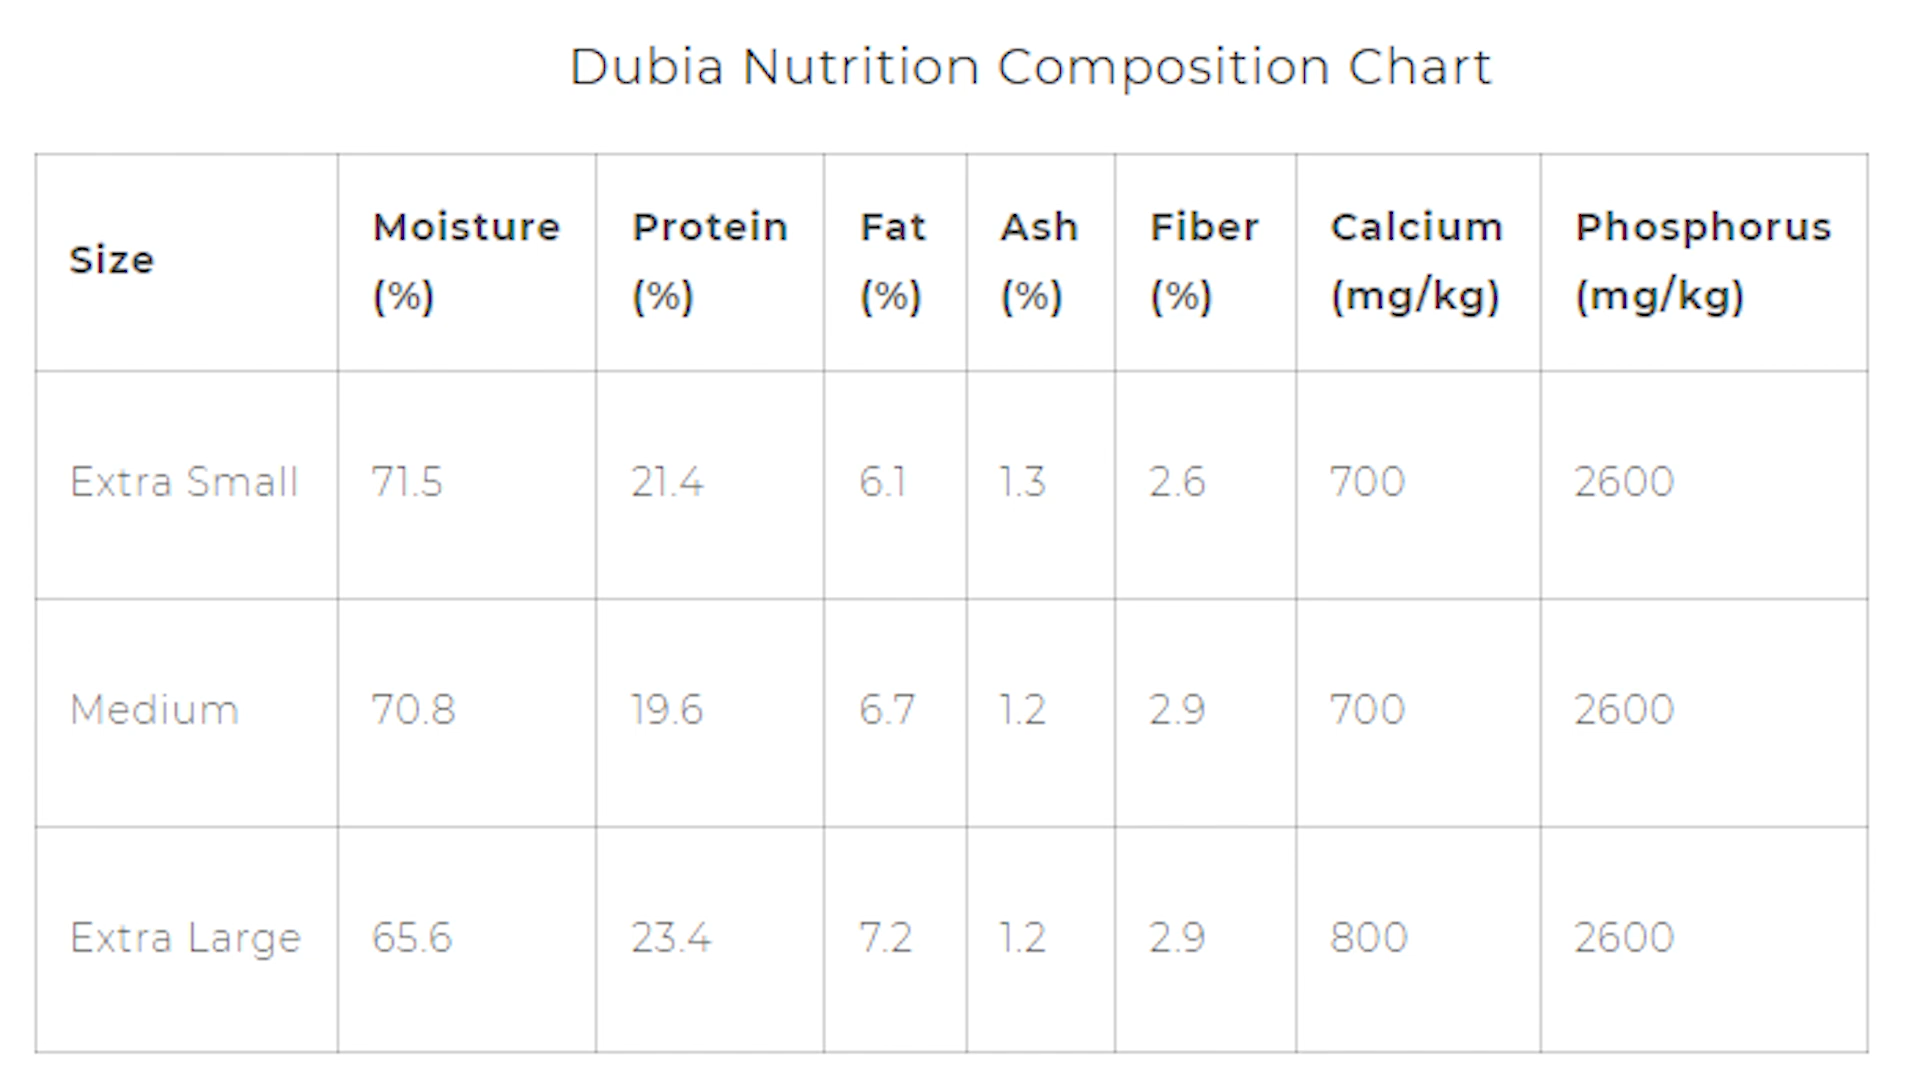 Dubia Nutrition Composition Chart
Size Moisture (%) Protein (%) Fat (%) Ash (%) Fiber (%) Calcium (mg/kg) Phosphorus (mg/kg)
Extra Small 71.5 21.4 6.1 1.3 2.6 700 2600
Medium 70.8 19.6 6.7 1.2 2.9 700 2600
Extra Large 65.6 23.4 7.2 1.2 2.9 800 2600